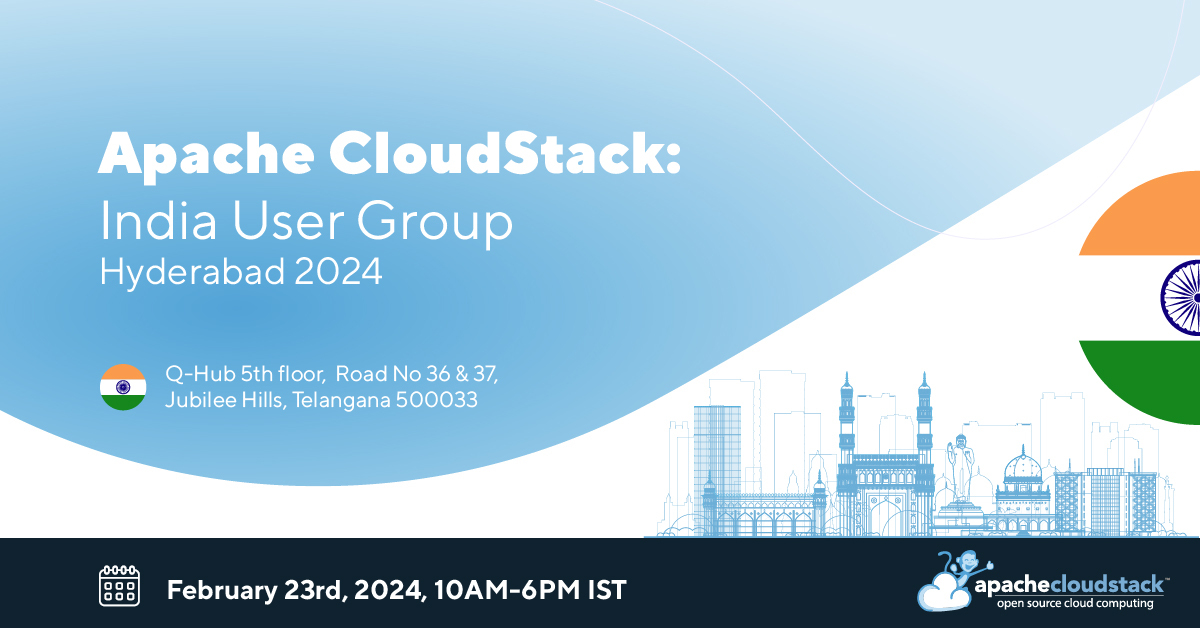 Apache CloudStack:
India User Group
Hyderabad 2024
Q-Hub 5th floor, Road No 36 & 37,
Jubilee Hills, Telangana 500033
February 23rd, 2024, 10AM-6PM IST
apachecloudstack™
open source cloud computing